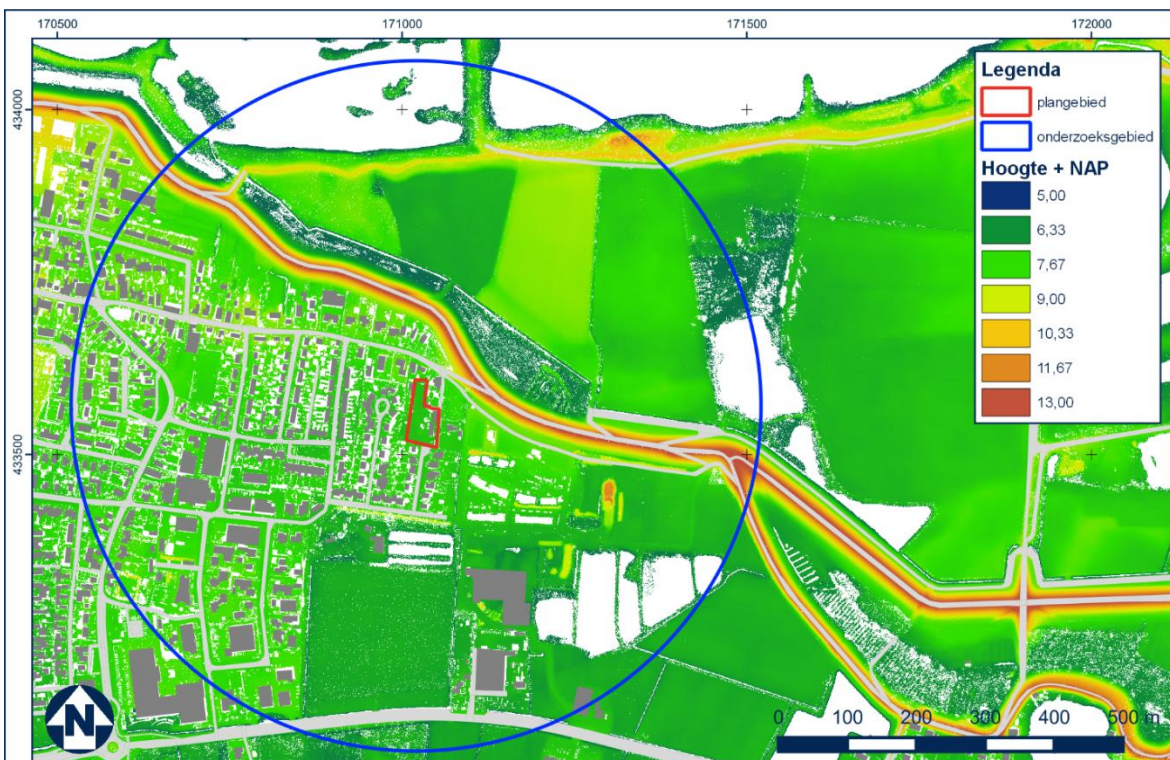 170500
171000
171500
172000
434000
433500
Legenda
plangebied
onderzoeksgebied
Hoogte + NAP
5,00
6,33
7,67
9,00
10,33
11,67
13,00
N
0 100 200 300 400 500 m